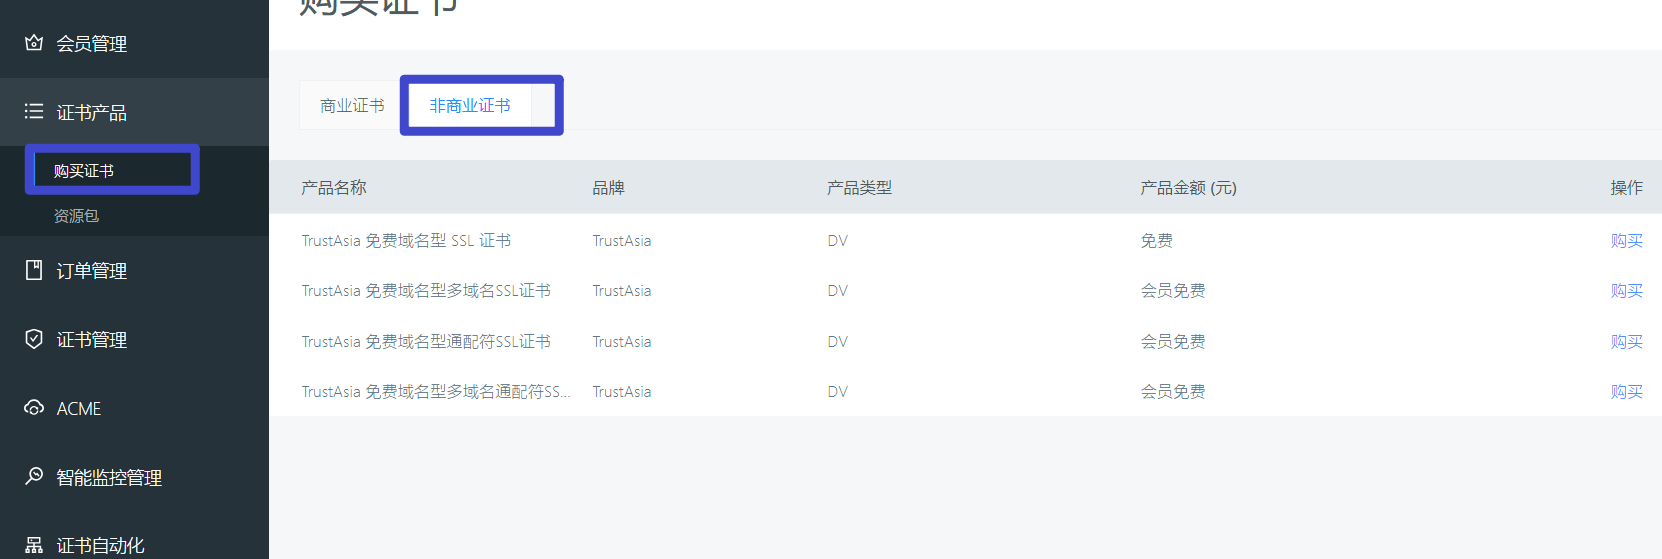 购买证书
会员管理
证书产品
购买证书
资源包
订单管理
证书管理
ACME
智能监控管理
证书自动化
商业证书 非商业证书
产品名称 品牌 产品类型 产品金额 (元) 操作
TrustAsia 免费域名型 SSL 证书 TrustAsia DV 免费 购买
TrustAsia 免费域名型多域名SSL证书 TrustAsia DV 会员免费 购买
TrustAsia 免费域名型通配符SSL证书 TrustAsia DV 会员免费 购买
TrustAsia 免费域名型多域名通配符SS... TrustAsia DV 会员免费 购买